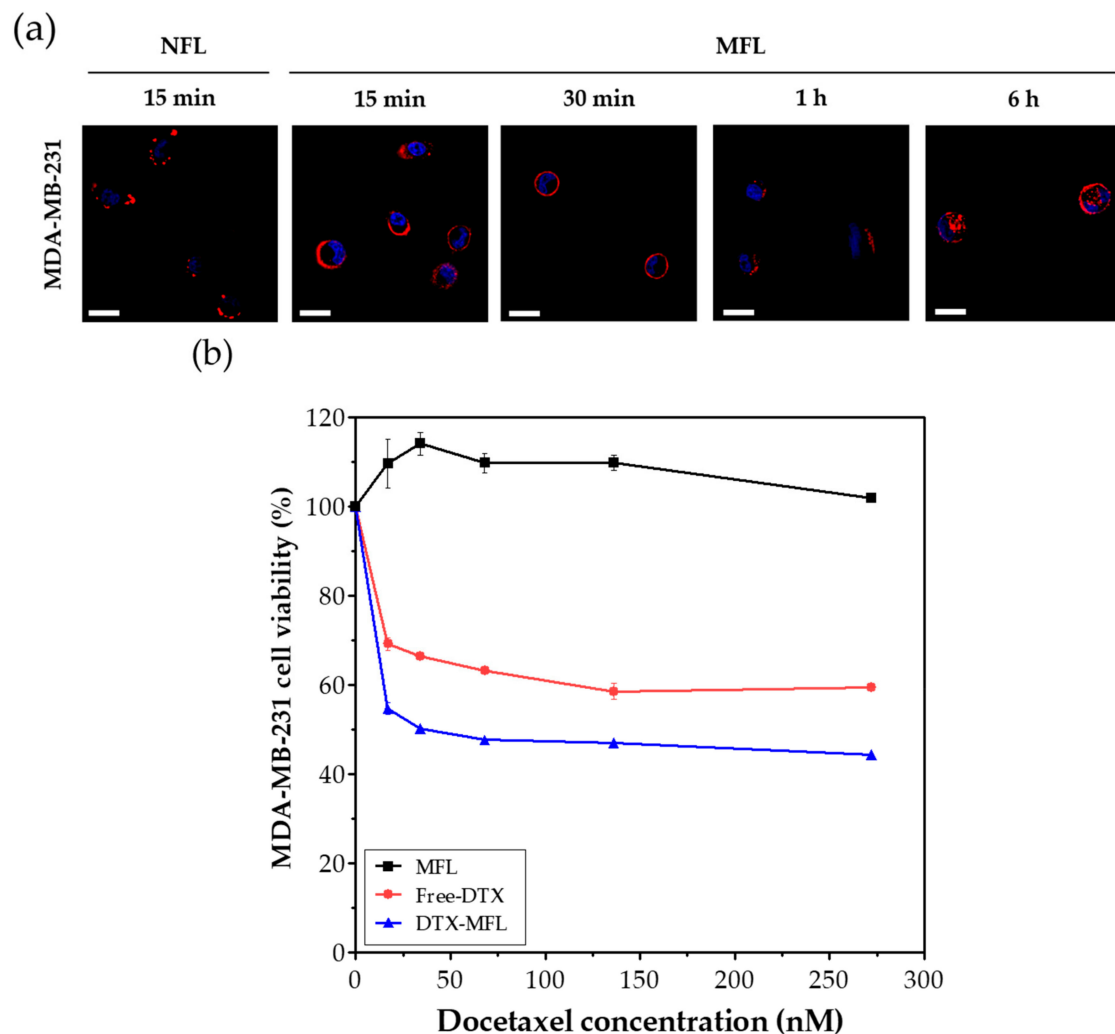 (a)
NFL MFL
15 min 15 min 30 min 1 h 6 h
MDA-MB-231
(b)
120
100
80
60
40
20
0
MDA-MB-231 cell viability (%)
MFL
Free-DTX
DTX-MFL
0 50 100 150 200 250 300
Docetaxel concentration (nM)